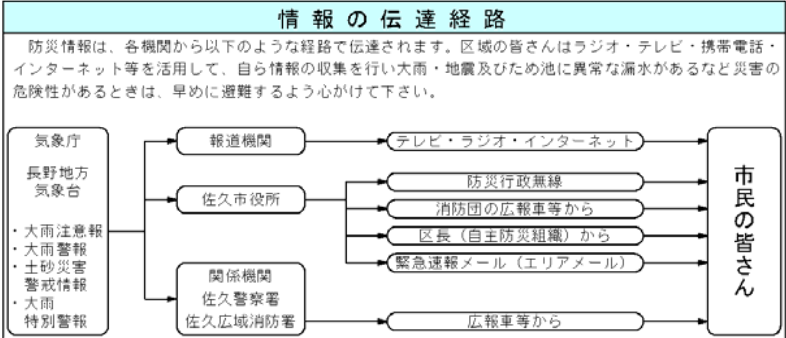 情報の伝達経路
防災情報は、各機関から以下のような経路で伝達されます。区域の皆さんはラジオ・テレビ・携帯電話・
インターネット等を活用して、自ら情報の収集を行い大雨・地震及びため池に異常な漏水があるなど災害の
危険性があるときは、早めに避難するよう心がけて下さい。
気象庁
長野地方
気象台
・大雨注意報
・大雨警報
・土砂災害
警戒情報
・大雨
特別警報
報道機関
佐久市役所
関係機関
佐久警察署
佐久広域消防署
テレビ・ラジオ・インターネット
防災行政無線
消防団の広報車等から
区長（自主防災組織）から
緊急速報メール（エリアメール）
広報車等から
市民の皆さん